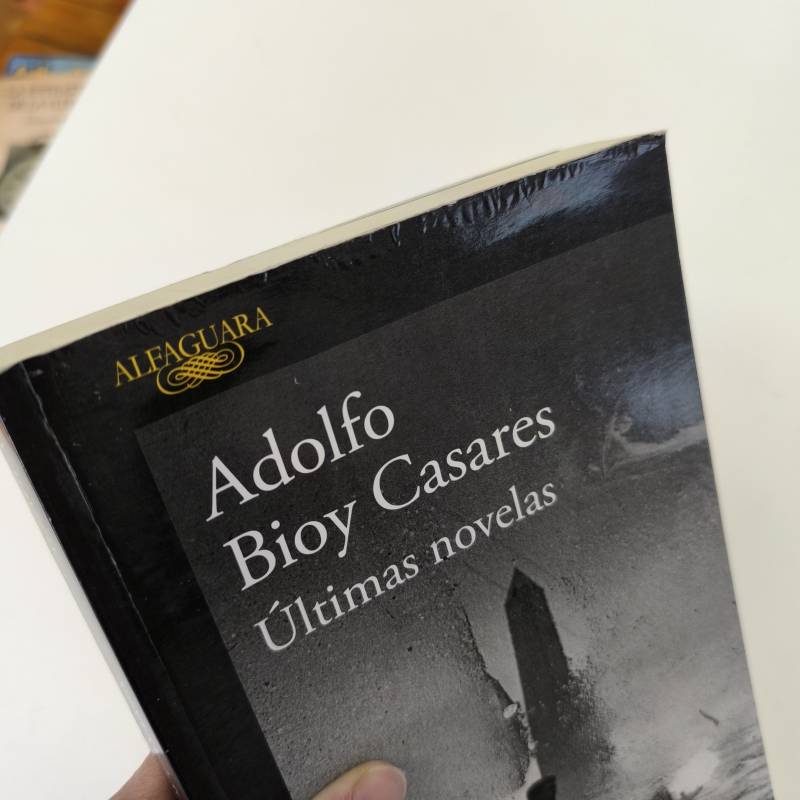 ALFAGUARA
Adolfo
Bioy Casares
Últimas novelas